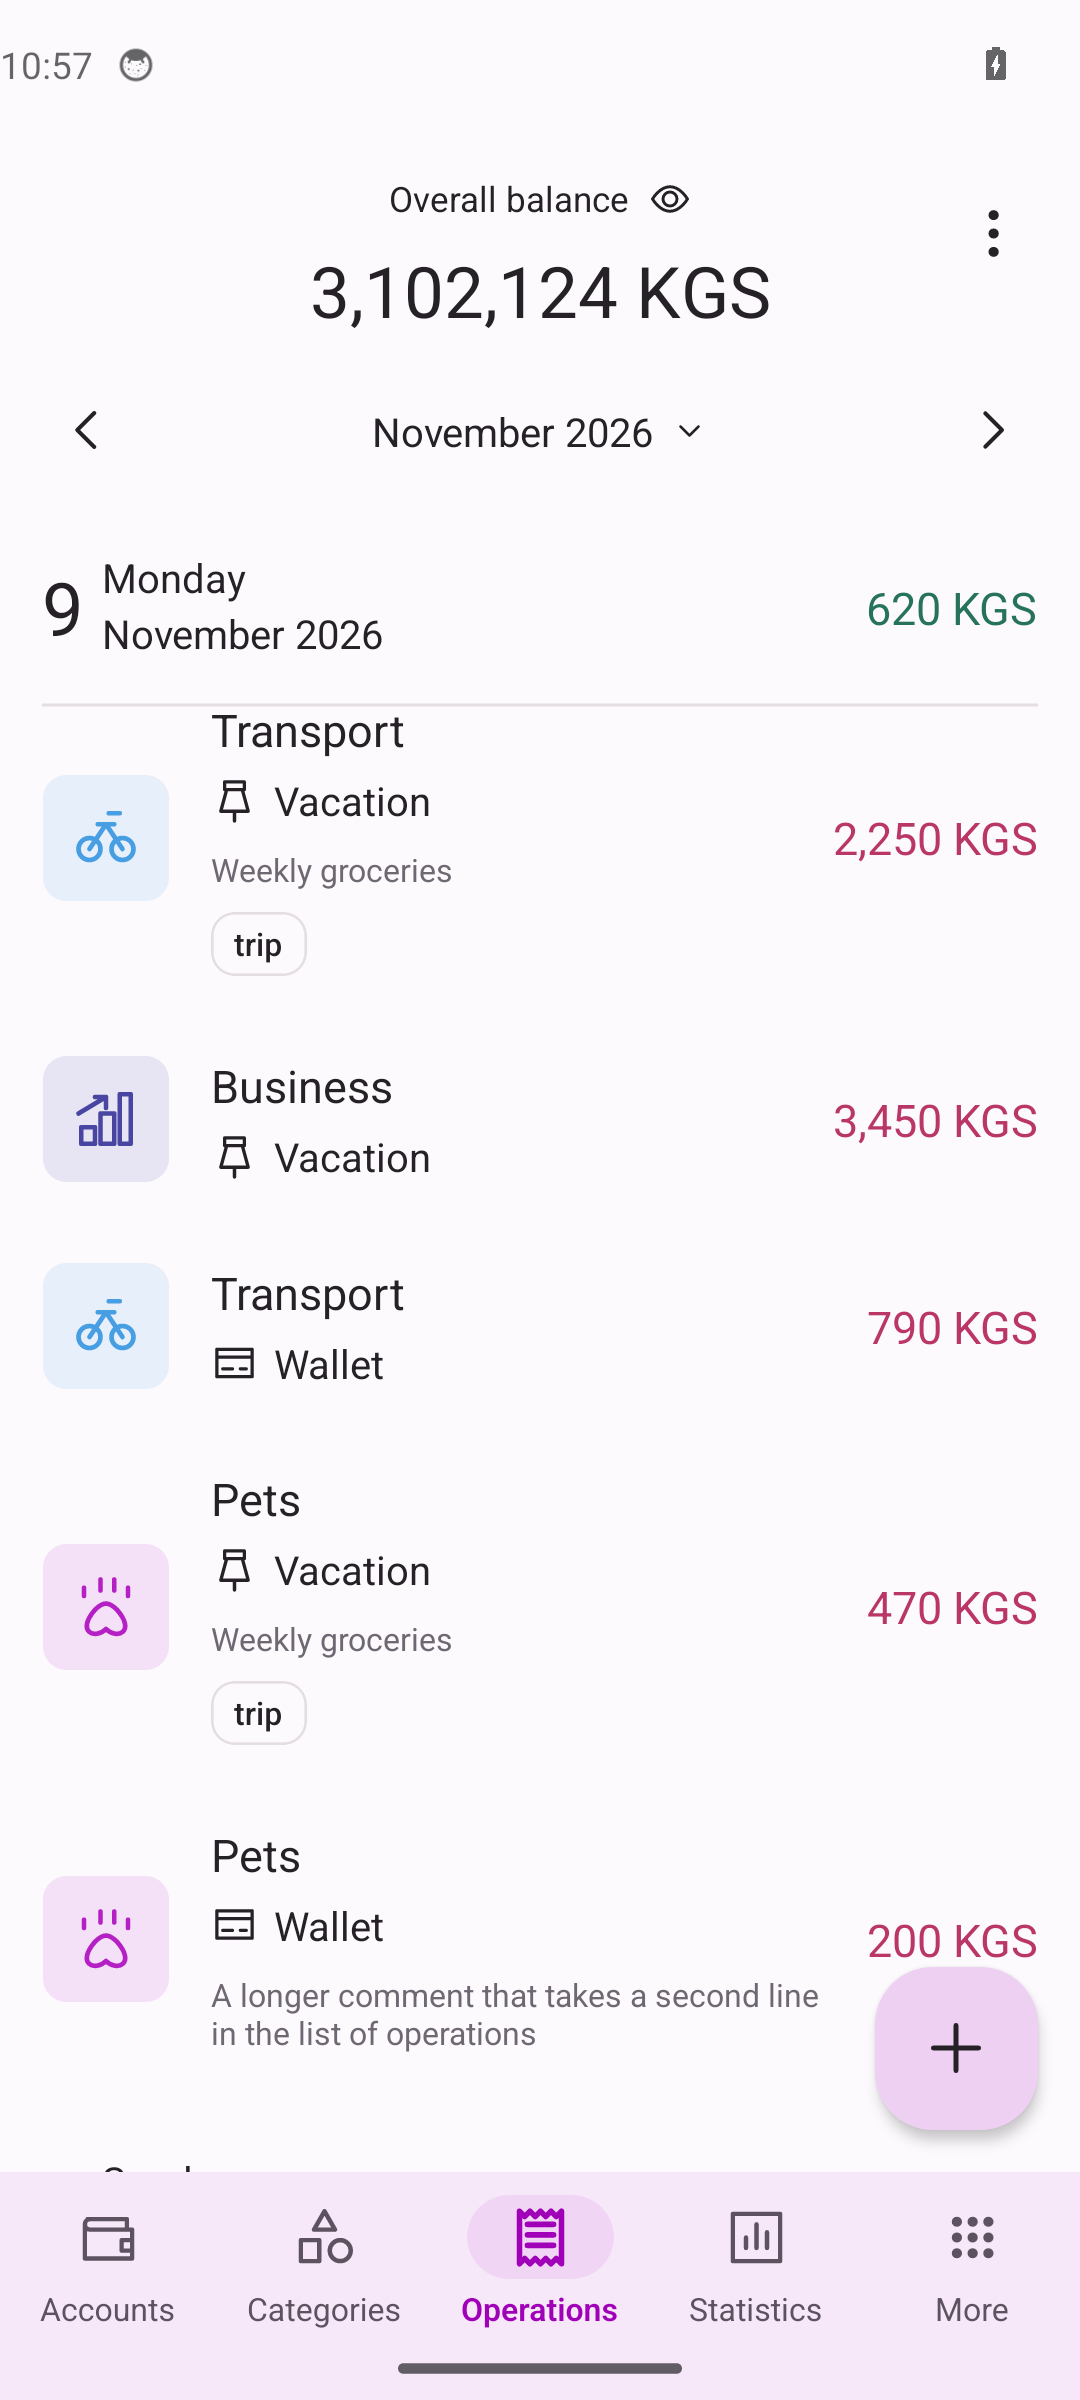 10:57
Overall balance
3,102,124 KGS
November 2026
9
Monday
November 2026
620 KGS
Transport
Vacation
Weekly groceries
trip
2,250 KGS
Business
Vacation
3,450 KGS
Transport
Wallet
790 KGS
Pets
Vacation
Weekly groceries
trip
470 KGS
Pets
Wallet
A longer comment that takes a second line
in the list of operations
200 KGS
Accounts
Categories
Operations
Statistics
More